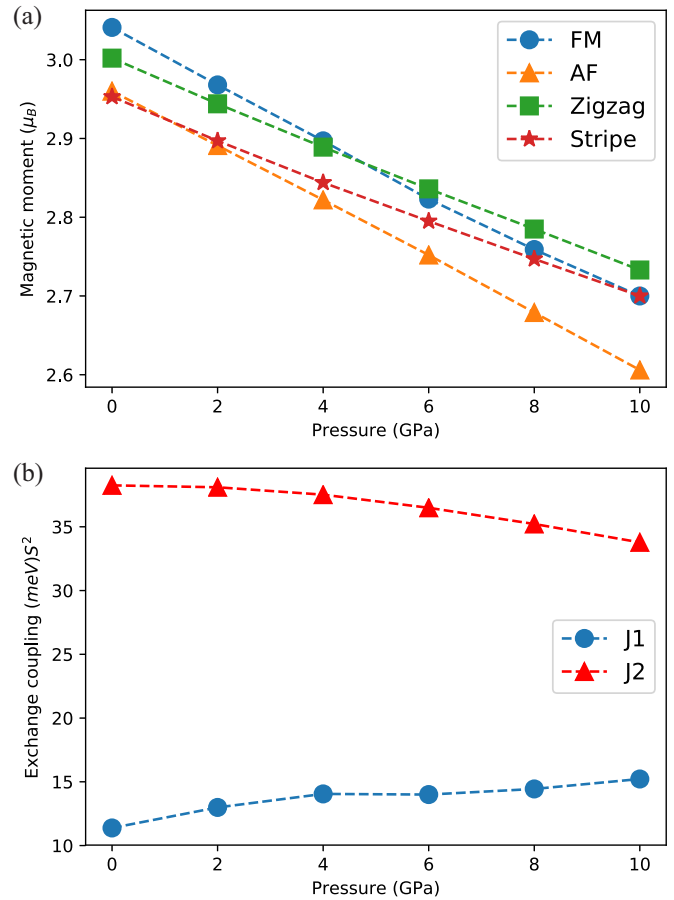 (a)
Magnetic moment (μB)
3.0
2.9
2.8
2.7
2.6
FM
AF
Zigzag
Stripe
0 2 4 6 8 10
Pressure (GPa)
(b)
Exchange coupling (meV)S²
35
30
25
20
15
10
J1
J2
0 2 4 6 8 10
Pressure (GPa)